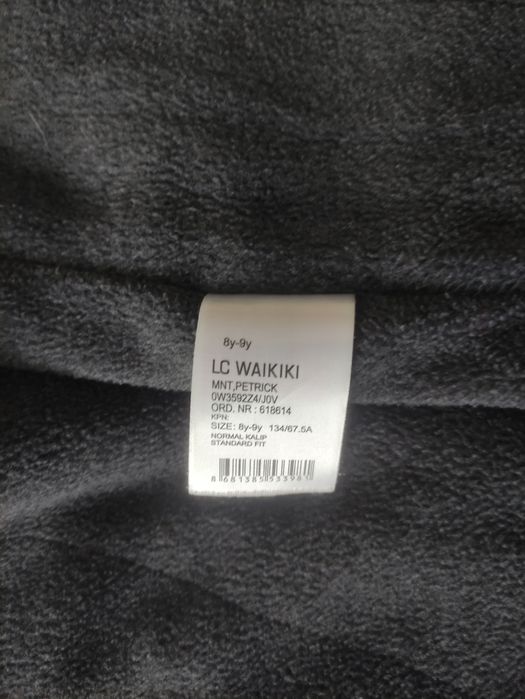 8y-9y
LC WAIKIKI
MNT,PETRICK
0W3592Z4/J0V
ORD. NR : 618614
KPN:
SIZE: 8y-9y 134/67.5A
NORMAL KALIP
STANDARD FIT